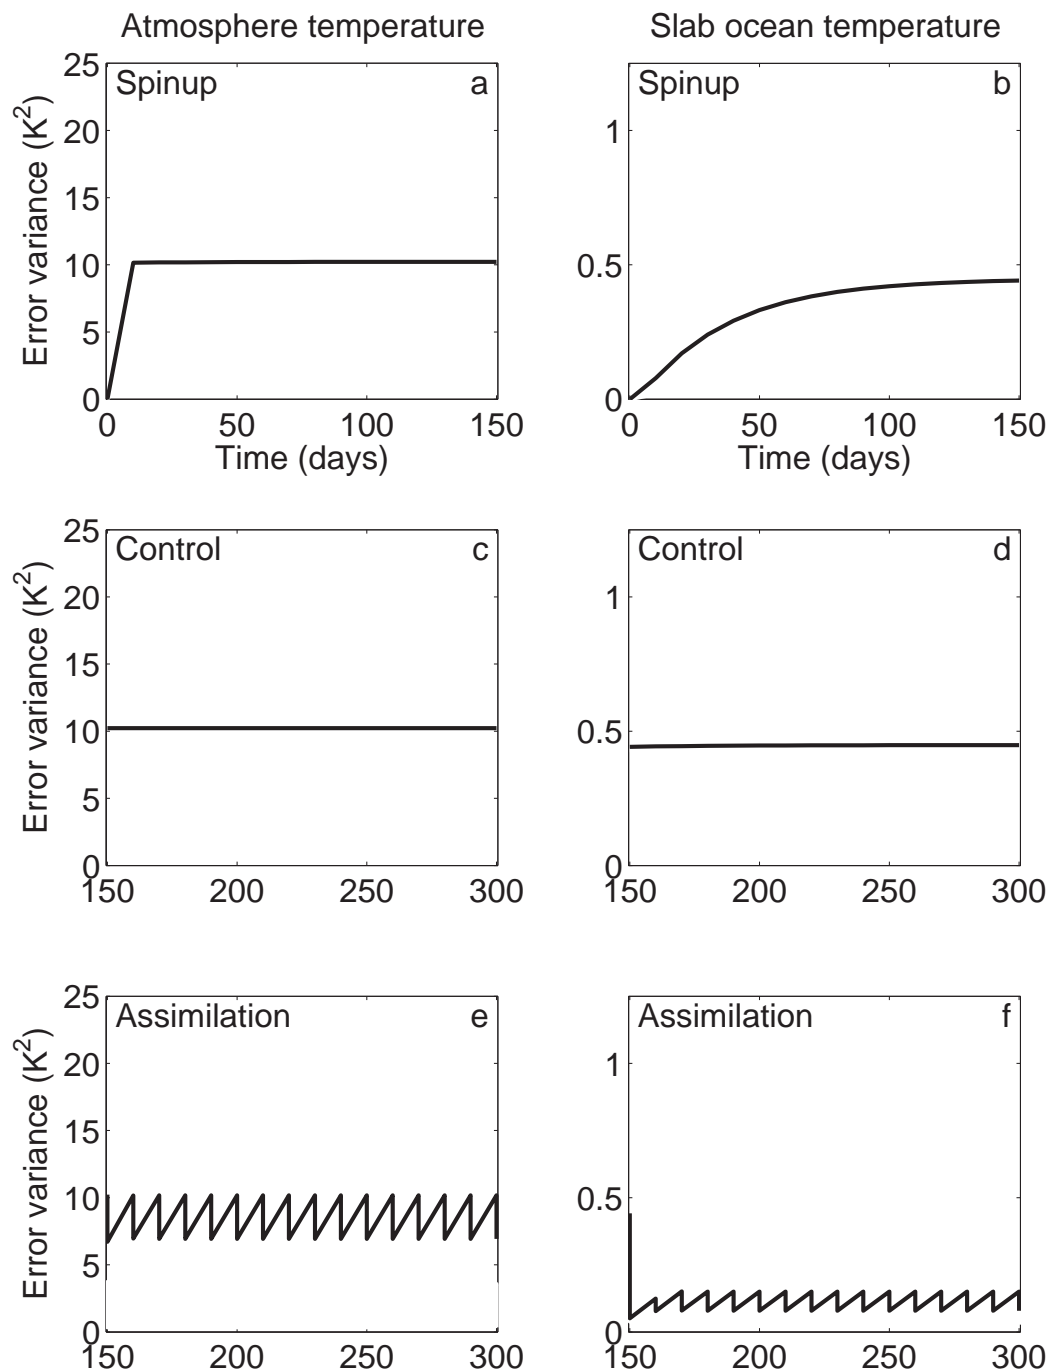 Atmosphere temperature
Slab ocean temperature
Spinup a
25
20
15
10
5
0
Error variance (K²)
0 50 100 150
Time (days)
Spinup b
1
0.5
0
0 50 100 150
Time (days)
Control c
25
20
15
10
5
0
Error variance (K²)
150 200 250 300
Control d
1
0.5
0
150 200 250 300
Assimilation e
25
20
15
10
5
0
Error variance (K²)
150 200 250 300
Assimilation f
1
0.5
0
150 200 250 300